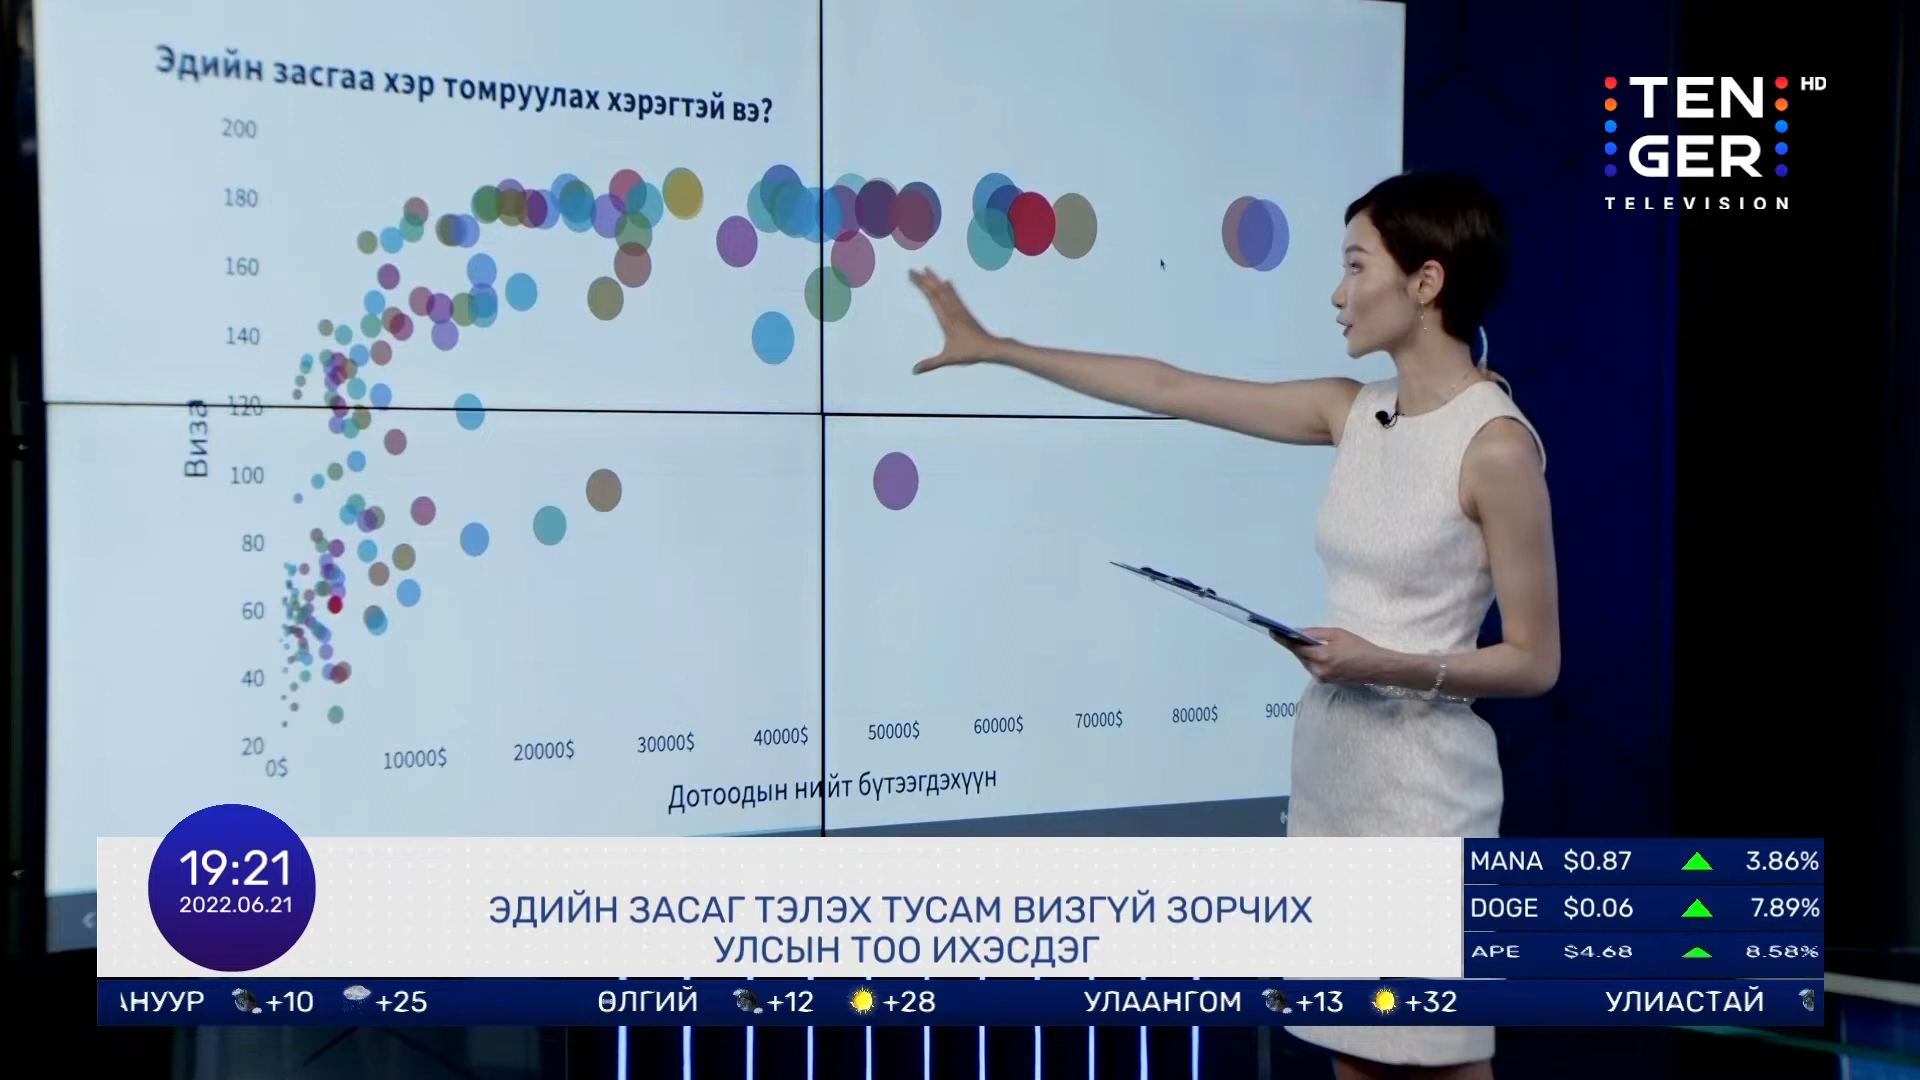 Эдийн засгаа хэр томруулах хэрэгтэй вэ?
200
180
160
140
120
100
80
60
40
20
Виза
0$ 10000$ 20000$ 30000$ 40000$ 50000$ 60000$ 70000$ 80000$
Дотоодын нийт бүтээгдэхүүн
TEN HD
GER
TELEVISION
19:21
2022.06.21
ЭДИЙН ЗАСАГ ТЭЛЭХ ТУСАМ ВИЗГҮЙ ЗОРЧИХ
УЛСЫН ТОО ИХЭСДЭГ
MANA $0.87 3.86%
DOGE $0.06 7.89%
APE $4.68 8.58%
АНУУР +10 +25 ӨЛГИЙ +12 +28 УЛААНГОМ +13 +32 УЛИАСТАЙ